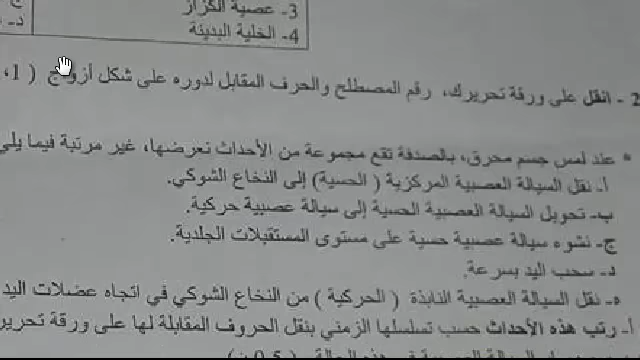 3- عصية الكزاز
4- الخلية البدينة
2 - انقل على ورقة تحريرك، رقم المصطلح والحرف المقابل لدوره على شكل أزواج ( 1،
* عند لمس جسم محرق، بالصدفة تقع مجموعة من الأحداث نعرضها، غير مرتبة فيما يلي
أ- نقل السيالة العصبية المركزية ( الحسية) إلى النخاع الشوكي.
ب- تحويل السيالة العصبية الحسية إلى سيالة عصبية حركية.
ج- نشوء سيالة عصبية حسية على مستوى المستقبلات الجلدية.
د- سحب اليد بسرعة.
ه- نقل السيالة العصبية النابذة ( الحركية ) من النخاع الشوكي في اتجاه عضلات اليد
أ- رتب هذه الأحداث حسب تسلسلها الزمني بنقل الحروف المقابلة لها على ورقة تحرير